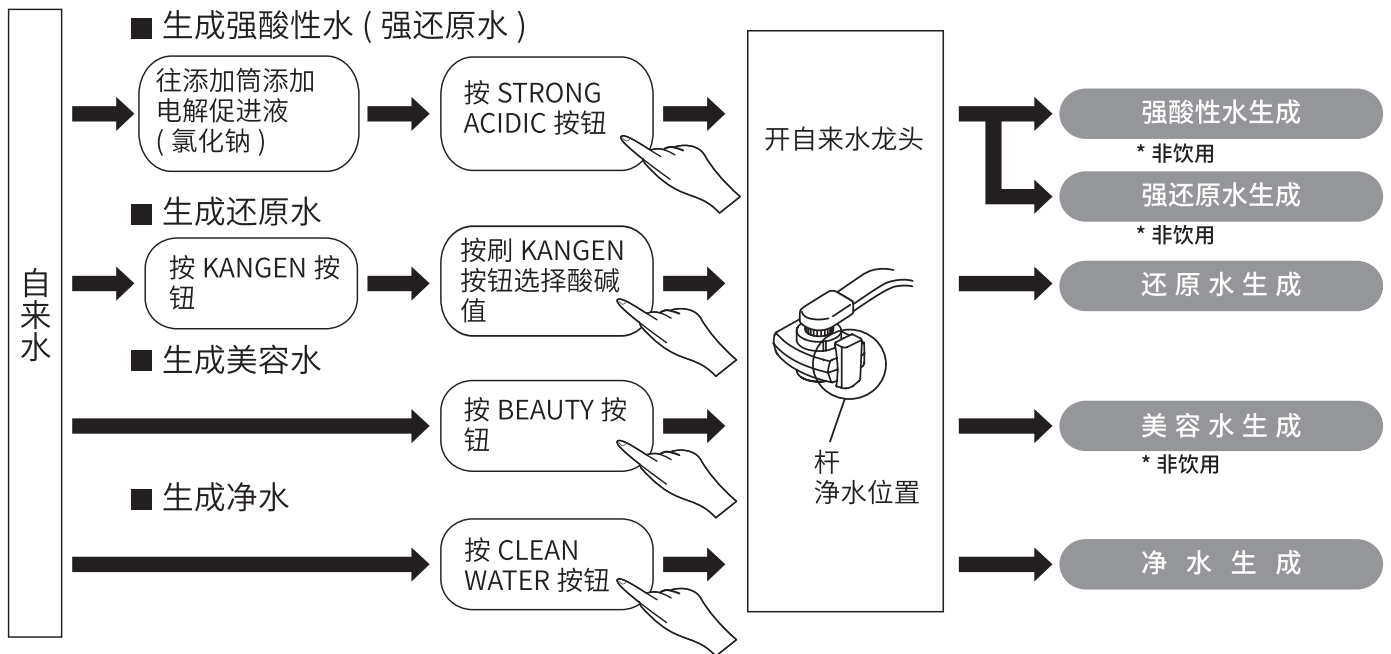 自来水
■ 生成强酸性水 ( 强还原水 )
往添加筒添加
电解促进液
( 氯化钠 )
按 STRONG
ACIDIC 按钮
■ 生成还原水
按 KANGEN 按
钮
按刷 KANGEN
按钮选择酸碱
值
■ 生成美容水
按 BEAUTY 按
钮
■ 生成净水
按 CLEAN
WATER 按钮
开自来水龙头
杆
浄水位置
强酸性水生成
* 非饮用
强还原水生成
* 非饮用
还原水生成
美容水生成
* 非饮用
净水生成